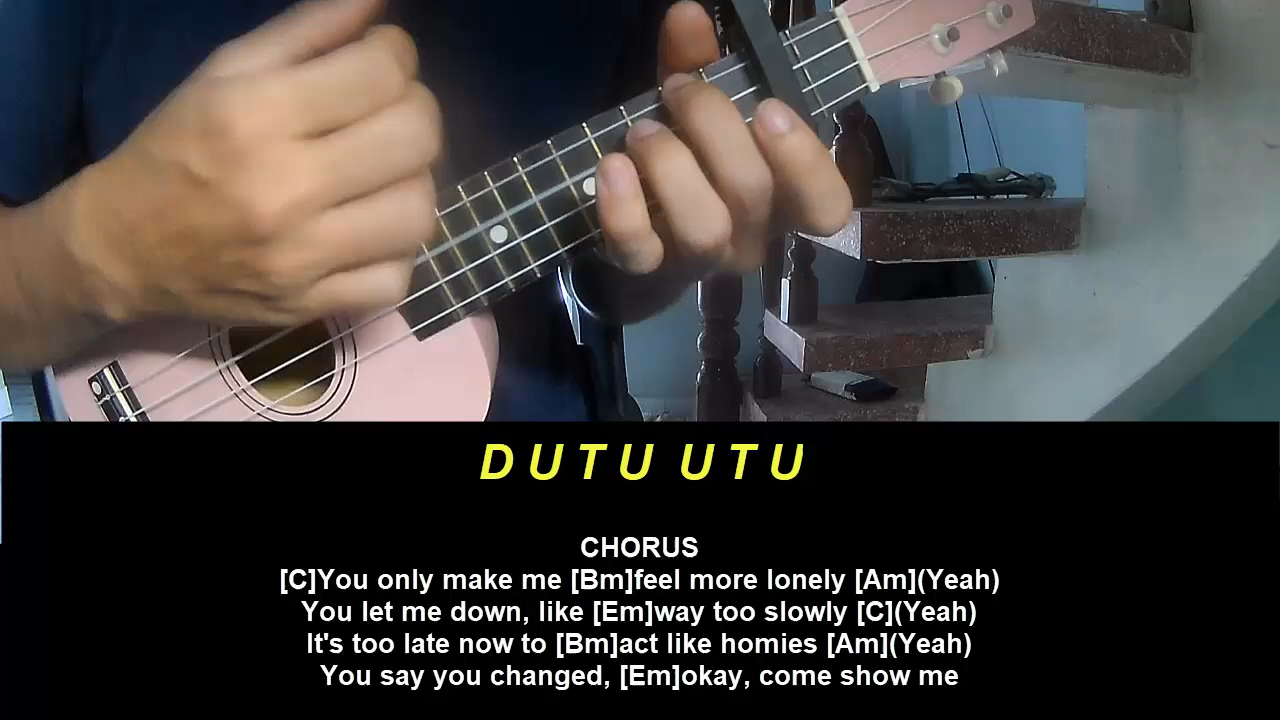 D U T U U T U
CHORUS
[C]You only make me [Bm]feel more lonely [Am](Yeah)
You let me down, like [Em]way too slowly [C](Yeah)
It's too late now to [Bm]act like homies [Am](Yeah)
You say you changed, [Em]okay, come show me